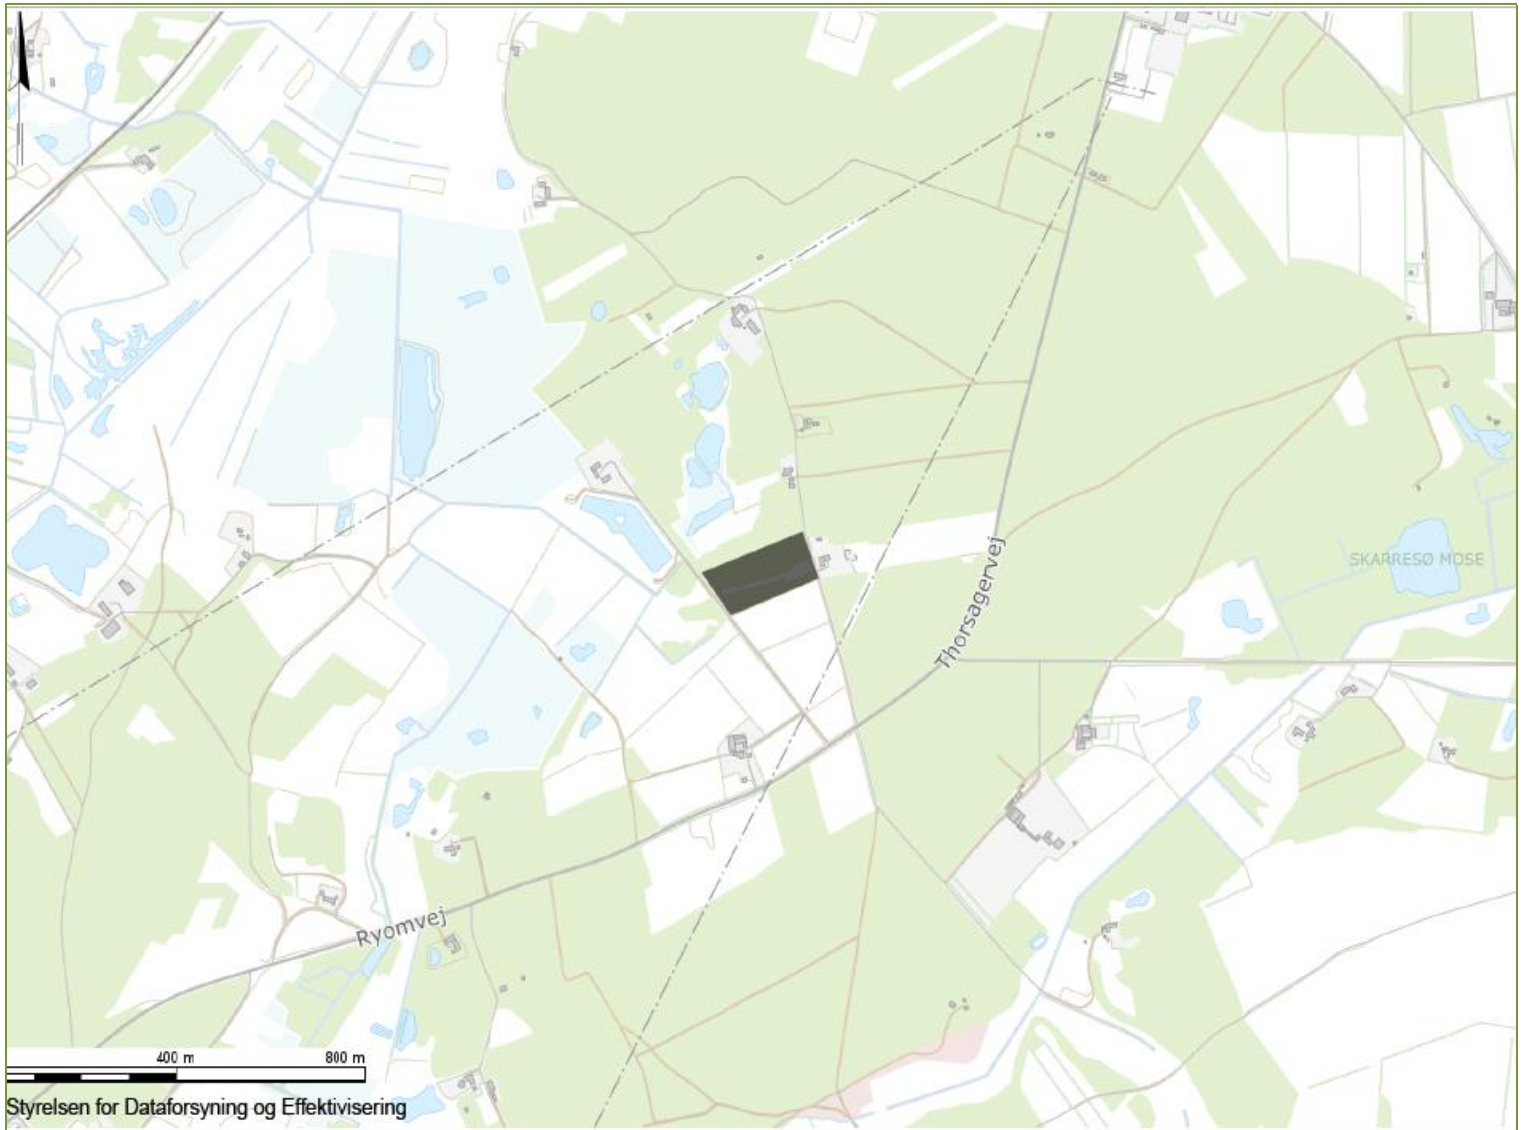 Thorsagervej
SKARRESØ MOSE
Ryomvej
400 m 800 m
Styrelsen for Dataforsyning og Effektivisering